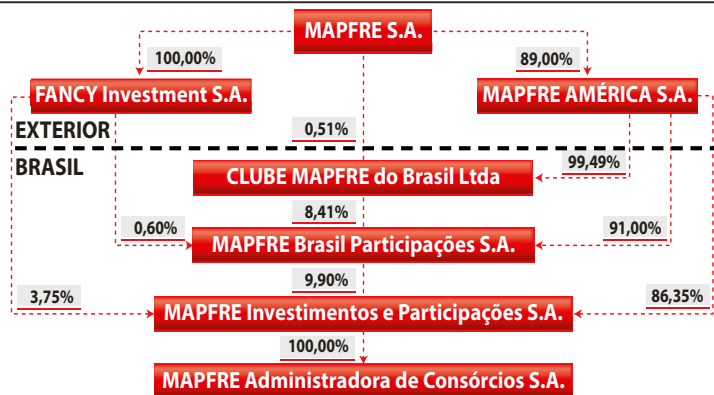 MAPFRE S.A.
100,00%
89,00%
FANCY Investment S.A.
MAPFRE AMÉRICA S.A.
EXTERIOR
0,51%
BRASIL
99,49%
CLUBE MAPFRE do Brasil Ltda
8,41%
0,60%
91,00%
MAPFRE Brasil Participações S.A.
9,90%
3,75%
86,35%
MAPFRE Investimentos e Participações S.A.
100,00%
MAPFRE Administradora de Consórcios S.A.